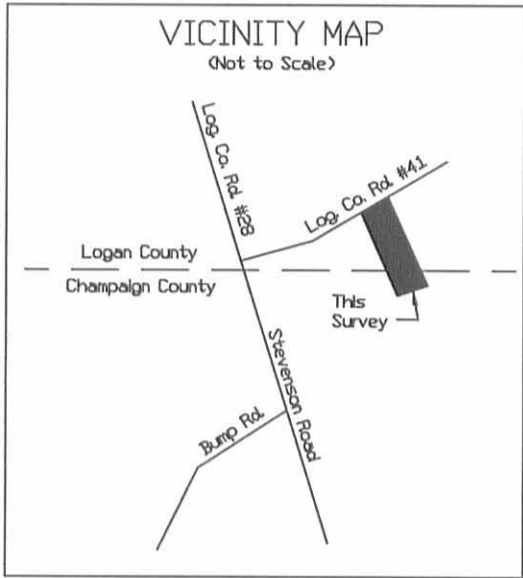 VICINITY MAP
(Not to Scale)
Log. Co. Rd. #28
Log. Co. Rd. #41
Logan County
Champaign County
This
Survey
Stevenson Road
Bump Rd.